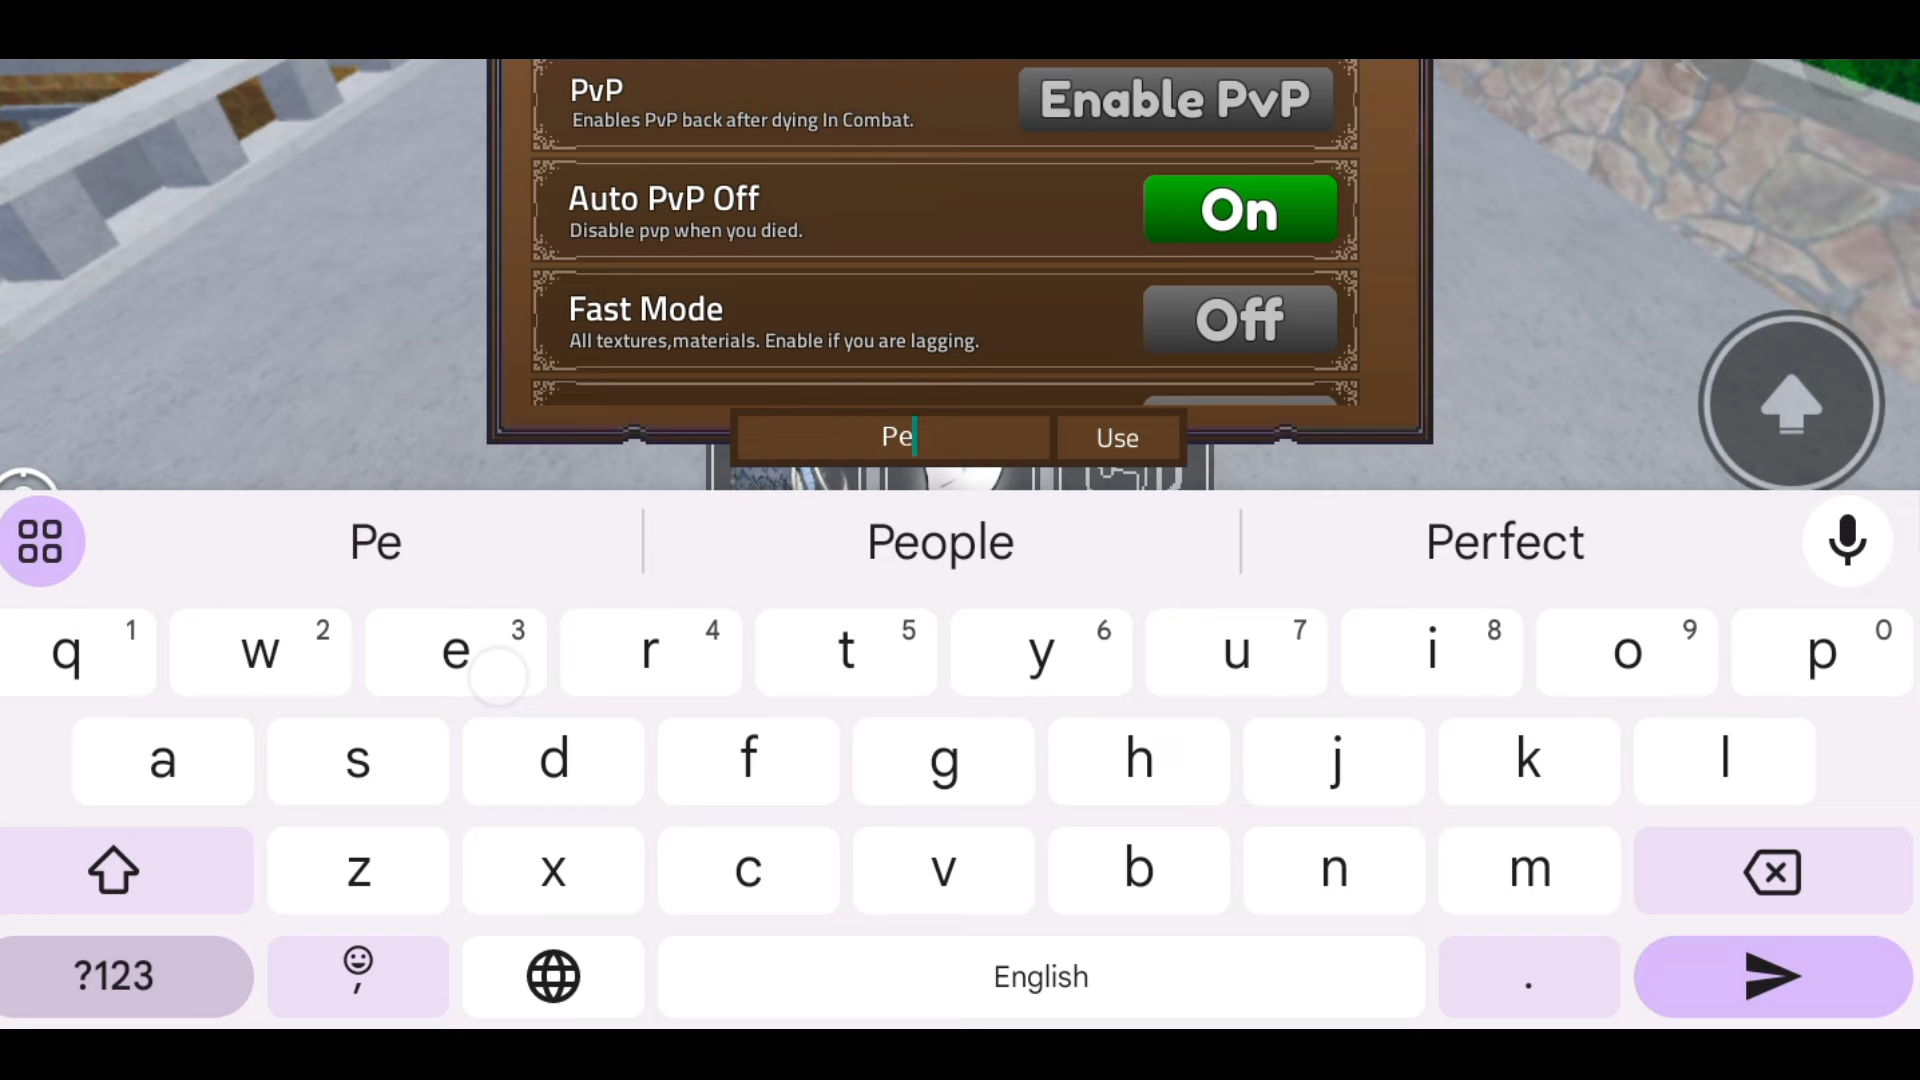 PvP
Enables PvP back after dying In Combat.
Enable PvP
Auto PvP Off
Disable pvp when you died.
On
Fast Mode
All textures,materials. Enable if you are lagging.
Off
Pe
Use
Pe People Perfect
q 1 w 2 e 3 r 4 t 5 y 6 u 7 i 8 o 9 p 0
a s d f g h j k l
z x c v b n m
?123 , English .